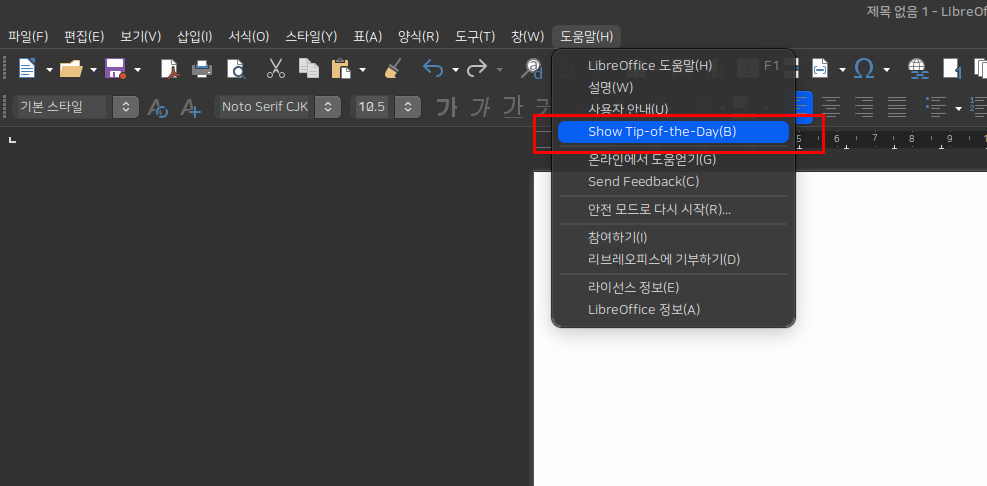 제목 없음 1 - LibreOf
파일(F) 편집(E) 보기(V) 삽입(I) 서식(O) 스타일(Y) 표(A) 양식(R) 도구(T) 창(W) 도움말(H)
기본 스타일 Noto Serif CJK 10.5 가 가 가
LibreOffice 도움말(H) F1
설명(W)
사용자 안내(U)
Show Tip-of-the-Day(B)
온라인에서 도움얻기(G)
Send Feedback(C)
안전 모드로 다시 시작(R)...
참여하기(I)
리브레오피스에 기부하기(D)
라이선스 정보(E)
LibreOffice 정보(A)
5 6 7 8 9